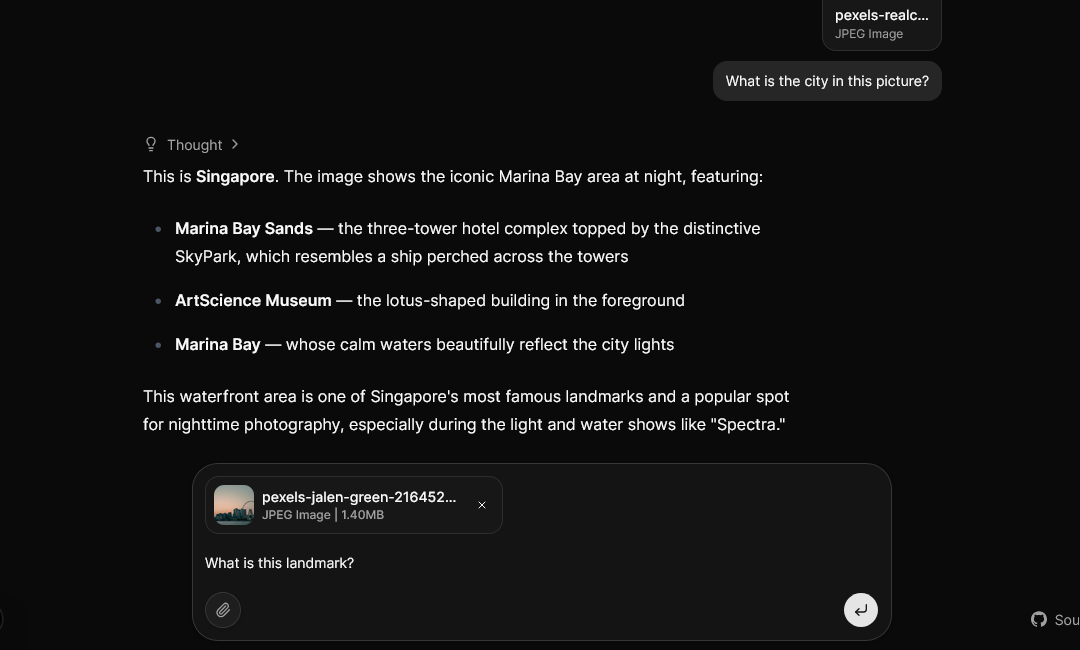 pexels-realc...
JPEG Image
What is the city in this picture?
Thought
This is Singapore. The image shows the iconic Marina Bay area at night, featuring:
Marina Bay Sands — the three-tower hotel complex topped by the distinctive
SkyPark, which resembles a ship perched across the towers
ArtScience Museum — the lotus-shaped building in the foreground
Marina Bay — whose calm waters beautifully reflect the city lights
This waterfront area is one of Singapore's most famous landmarks and a popular spot
for nighttime photography, especially during the light and water shows like "Spectra."
pexels-jalen-green-216452...
JPEG Image | 1.40MB
What is this landmark?
Sou